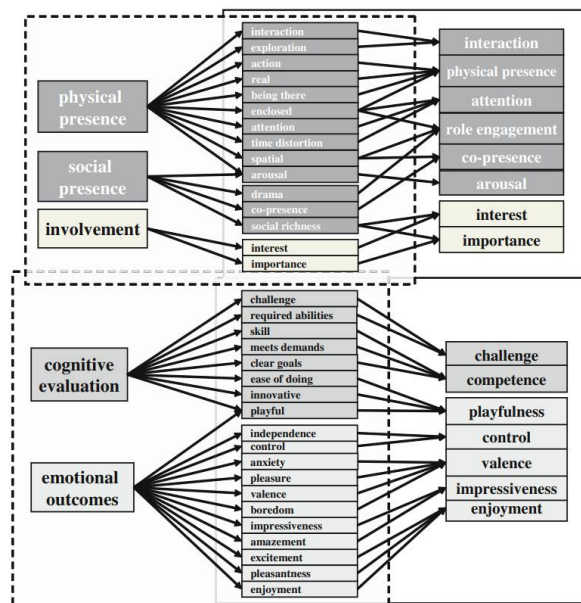 physical
presence
social
presence
involvement
interaction
exploration
action
real
being there
enclosed
attention
time distortion
spatial
arousal
drama
co-presence
social richness
interest
importance
interaction
physical presence
attention
role engagement
co-presence
arousal
interest
importance
cognitive
evaluation
emotional
outcomes
challenge
required abilities
skill
meets demands
clear goals
ease of doing
innovative
playful
independence
control
anxiety
pleasure
valence
boredom
impressiveness
amazement
excitement
pleasantness
enjoyment
challenge
competence
playfulness
control
valence
impressiveness
enjoyment